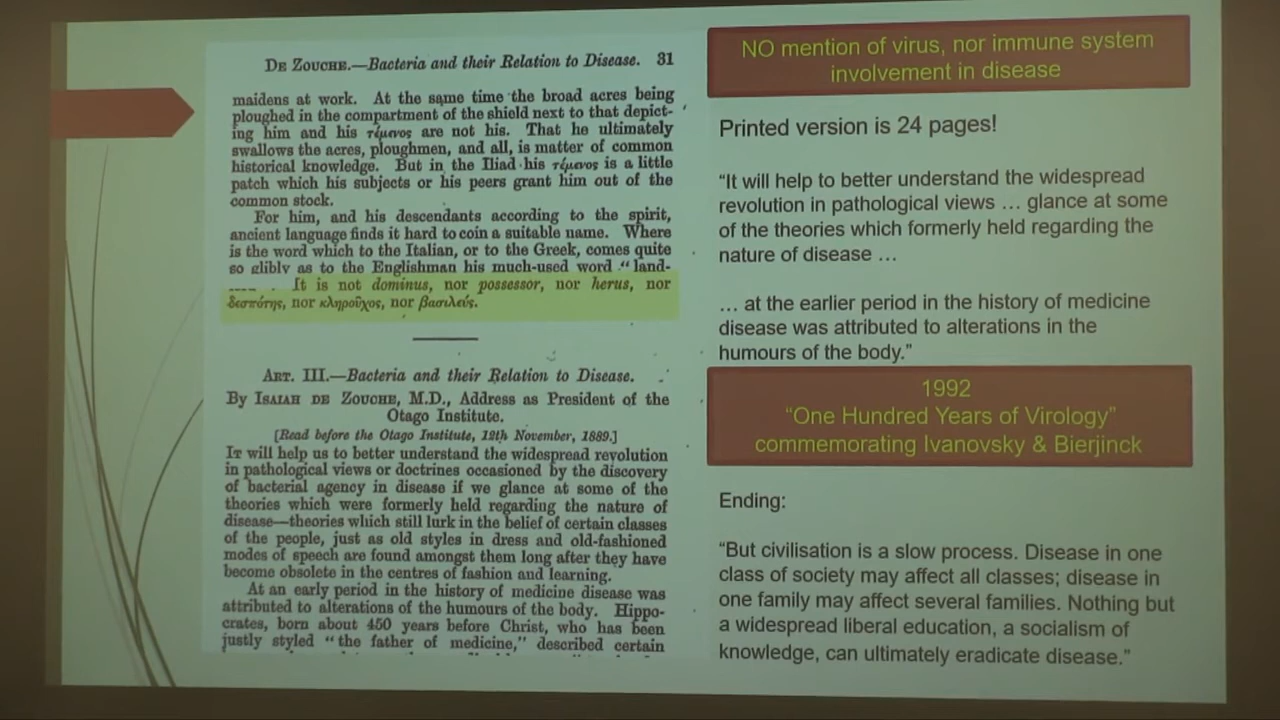 DE ZOUCHE.—Bacteria and their Relation to Disease. 31
maidens at work. At the same time the broad acres being
ploughed in the compartment of the shield next to that depict-
ing him and his τέμενος are not his. That he ultimately
swallows the acres, ploughmen, and all, is matter of common
historical knowledge. But in the Iliad his τέμενος is a little
patch which his subjects or his peers grant him out of the
common stock.
For him, and his descendants according to the spirit,
ancient language finds it hard to coin a suitable name. Where
is the word which to the Italian, or to the Greek, comes quite
so glibly as to the Englishman his much-used word "land-
It is not dominus, nor possessor, nor herus, nor
δεσπότης, nor κληροῦχος, nor βασιλεύς.
ART. III.—Bacteria and their Relation to Disease.
By ISAIAH DE ZOUCHE, M.D., Address as President of the
Otago Institute.
[Read before the Otago Institute, 12th November, 1889.]
IT will help us to better understand the widespread revolution
in pathological views or doctrines occasioned by the discovery
of bacterial agency in disease if we glance at some of the
theories which were formerly held regarding the nature of
disease—theories which still lurk in the belief of certain classes
of the people, just as old styles in dress and old-fashioned
modes of speech are found amongst them long after they have
become obsolete in the centres of fashion and learning.
At an early period in the history of medicine disease was
attributed to alterations of the humours of the body. Hippo-
crates, born about 450 years before Christ, who has been
justly styled "the father of medicine," described certain
NO mention of virus, nor immune system
involvement in disease
Printed version is 24 pages!
“It will help to better understand the widespread
revolution in pathological views … glance at some
of the theories which formerly held regarding the
nature of disease …
… at the earlier period in the history of medicine
disease was attributed to alterations in the
humours of the body.”
1992
“One Hundred Years of Virology”
commemorating Ivanovsky & Bierjinck
Ending:
“But civilisation is a slow process. Disease in one
class of society may affect all classes; disease in
one family may affect several families. Nothing but
a widespread liberal education, a socialism of
knowledge, can ultimately eradicate disease.”